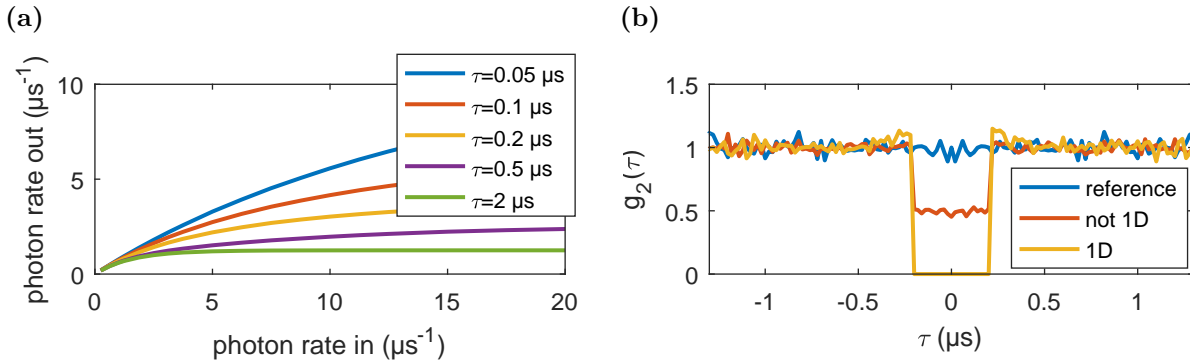 (a)
photon rate out (µs⁻¹)
10
5
0
0 5 10 15 20
photon rate in (µs⁻¹)
τ=0.05 µs
τ=0.1 µs
τ=0.2 µs
τ=0.5 µs
τ=2 µs
(b)
g₂(τ)
1.5
1
0.5
0
-1 -0.5 0 0.5 1
τ (µs)
reference
not 1D
1D